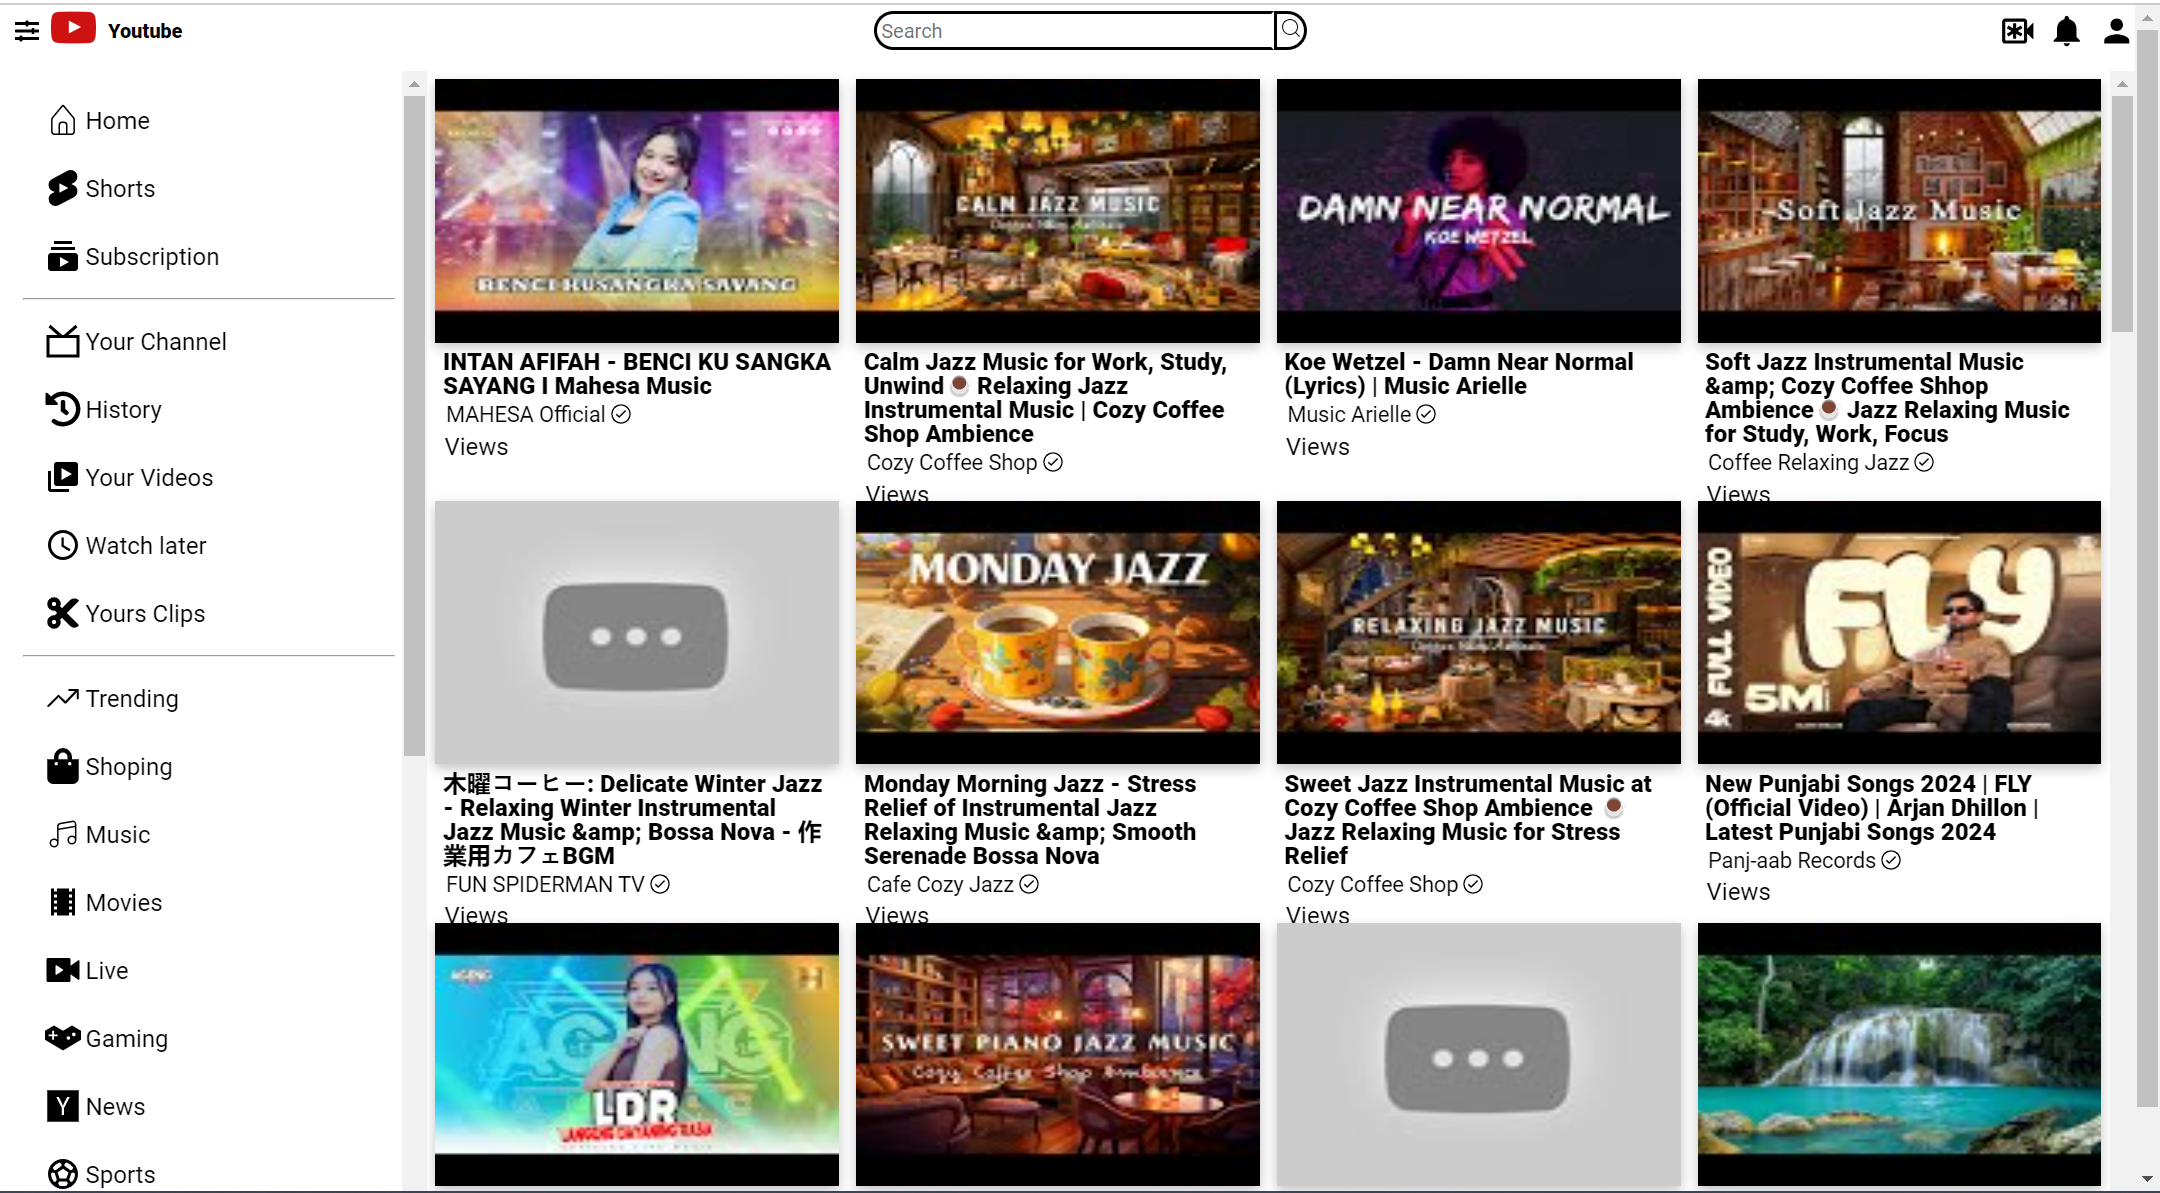 Youtube
Search
Home
Shorts
Subscription
Your Channel
History
Your Videos
Watch later
Yours Clips
Trending
Shoping
Music
Movies
Live
Gaming
News
Sports
BENCI KUSANGKA SAYANG
INTAN AFIFAH - BENCI KU SANGKA
SAYANG I Mahesa Music
MAHESA Official
Views
CALM JAZZ MUSIC
Calm Jazz Music for Work, Study,
Unwind☕ Relaxing Jazz
Instrumental Music | Cozy Coffee
Shop Ambience
Cozy Coffee Shop
Views
DAMN NEAR NORMAL
KOE WETZEL
Koe Wetzel - Damn Near Normal
(Lyrics) | Music Arielle
Music Arielle
Views
Soft Jazz Music
Soft Jazz Instrumental Music
&amp; Cozy Coffee Shhop
Ambience☕ Jazz Relaxing Music
for Study, Work, Focus
Coffee Relaxing Jazz
Views
木曜コーヒー: Delicate Winter Jazz
- Relaxing Winter Instrumental
Jazz Music &amp; Bossa Nova - 作
業用カフェBGM
FUN SPIDERMAN TV
Views
MONDAY JAZZ
Monday Morning Jazz - Stress
Relief of Instrumental Jazz
Relaxing Music &amp; Smooth
Serenade Bossa Nova
Cafe Cozy Jazz
Views
RELAXING JAZZ MUSIC
Sweet Jazz Instrumental Music at
Cozy Coffee Shop Ambience ☕
Jazz Relaxing Music for Stress
Relief
Cozy Coffee Shop
Views
FULL VIDEO
4K
FLY
5M
New Punjabi Songs 2024 | FLY
(Official Video) | Arjan Dhillon |
Latest Punjabi Songs 2024
Panj-aab Records
Views
AGENG
LDR
SWEET PIANO JAZZ MUSIC
Cozy Coffee Shop Ambience